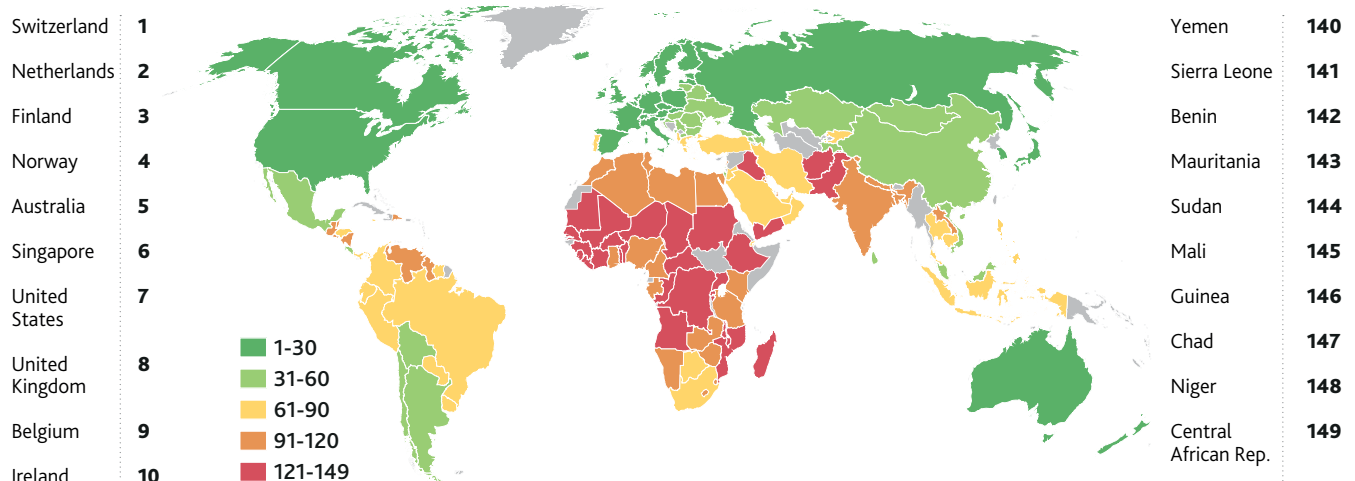 Switzerland 1
Netherlands 2
Finland 3
Norway 4
Australia 5
Singapore 6
United 7
States
United 8
Kingdom
Belgium 9
Ireland 10
1-30
31-60
61-90
91-120
121-149
Yemen 140
Sierra Leone 141
Benin 142
Mauritania 143
Sudan 144
Mali 145
Guinea 146
Chad 147
Niger 148
Central 149
African Rep.